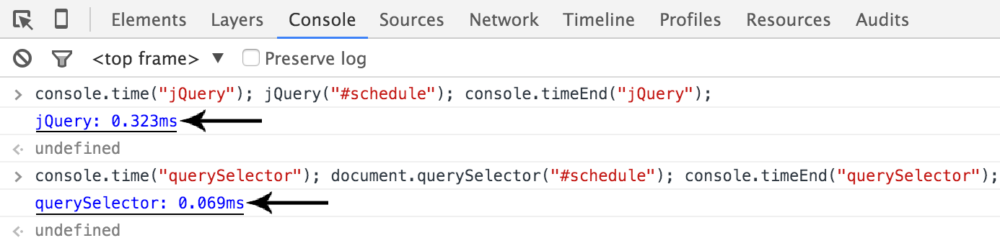 Elements Layers Console Sources Network Timeline Profiles Resources Audits
<top frame> ▼ Preserve log
> console.time("jQuery"); jQuery("#schedule"); console.timeEnd("jQuery");
jQuery: 0.323ms
undefined
> console.time("querySelector"); document.querySelector("#schedule"); console.timeEnd("querySelector");
querySelector: 0.069ms
undefined